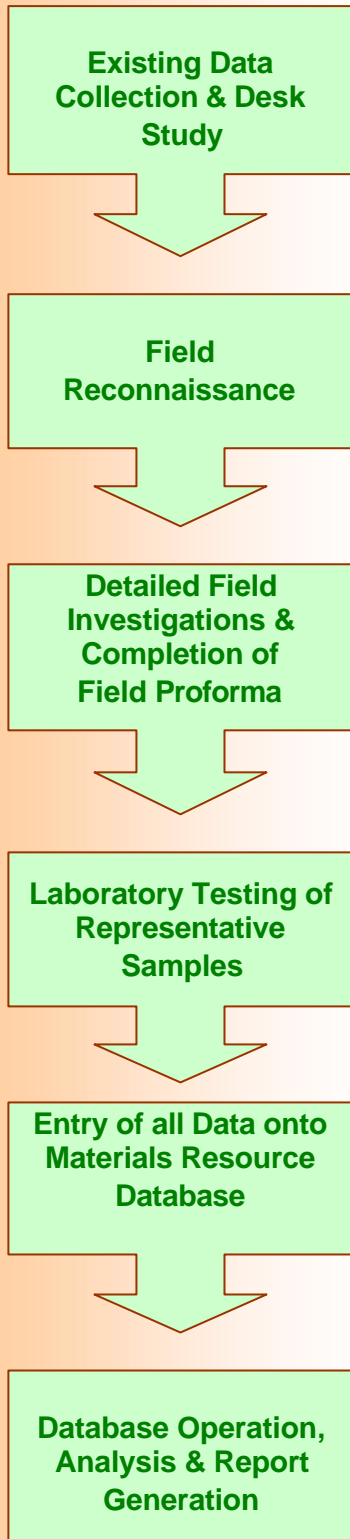 Existing Data
Collection & Desk
Study
Field
Reconnaissance
Detailed Field
Investigations &
Completion of
Field Proforma
Laboratory Testing of
Representative
Samples
Entry of all Data onto
Materials Resource
Database
Database Operation,
Analysis & Report
Generation